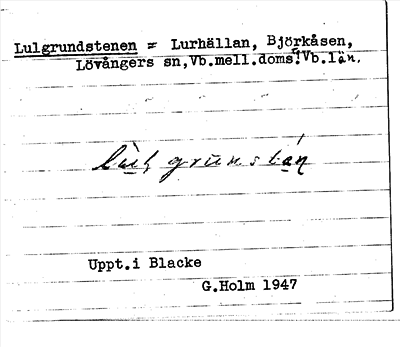 Lulgrundstenen = Lurhällan, Björkåsen,
Lövångers sn,Vb.mell.doms.Vb.län.
Uppt.i Blacke
G.Holm 1947